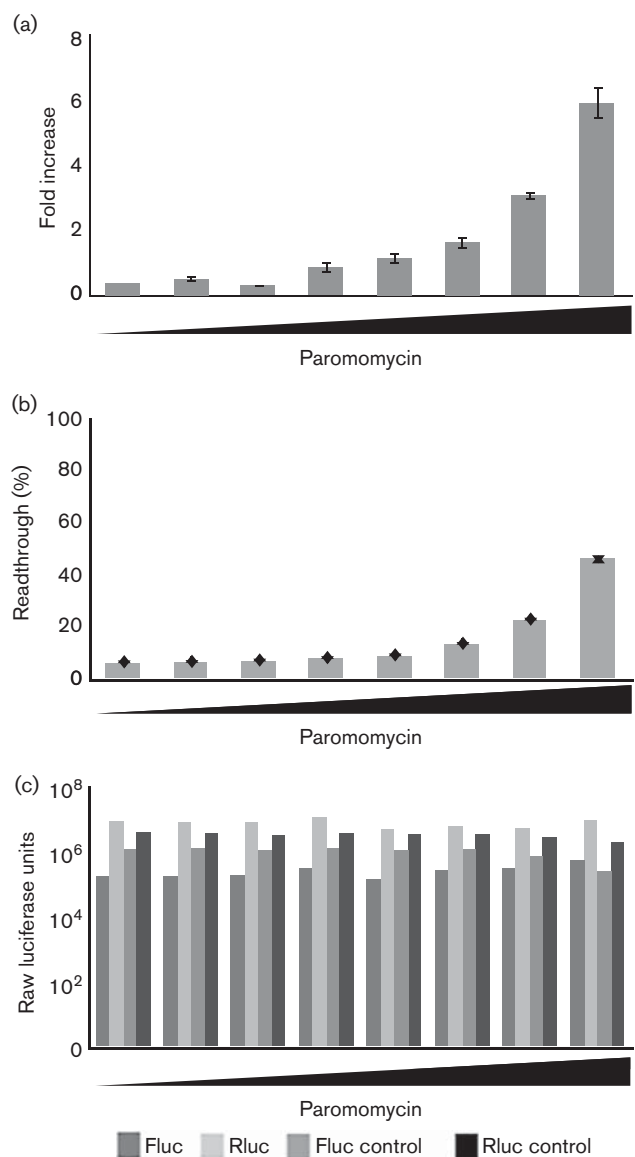 (a)
8
6
4
2
0
Fold increase
Paromomycin
(b)
100
80
60
40
20
0
Readthrough (%)
Paromomycin
(c)
10⁸
10⁶
10⁴
10²
0
Raw luciferase units
Paromomycin
Fluc Rluc Fluc control Rluc control